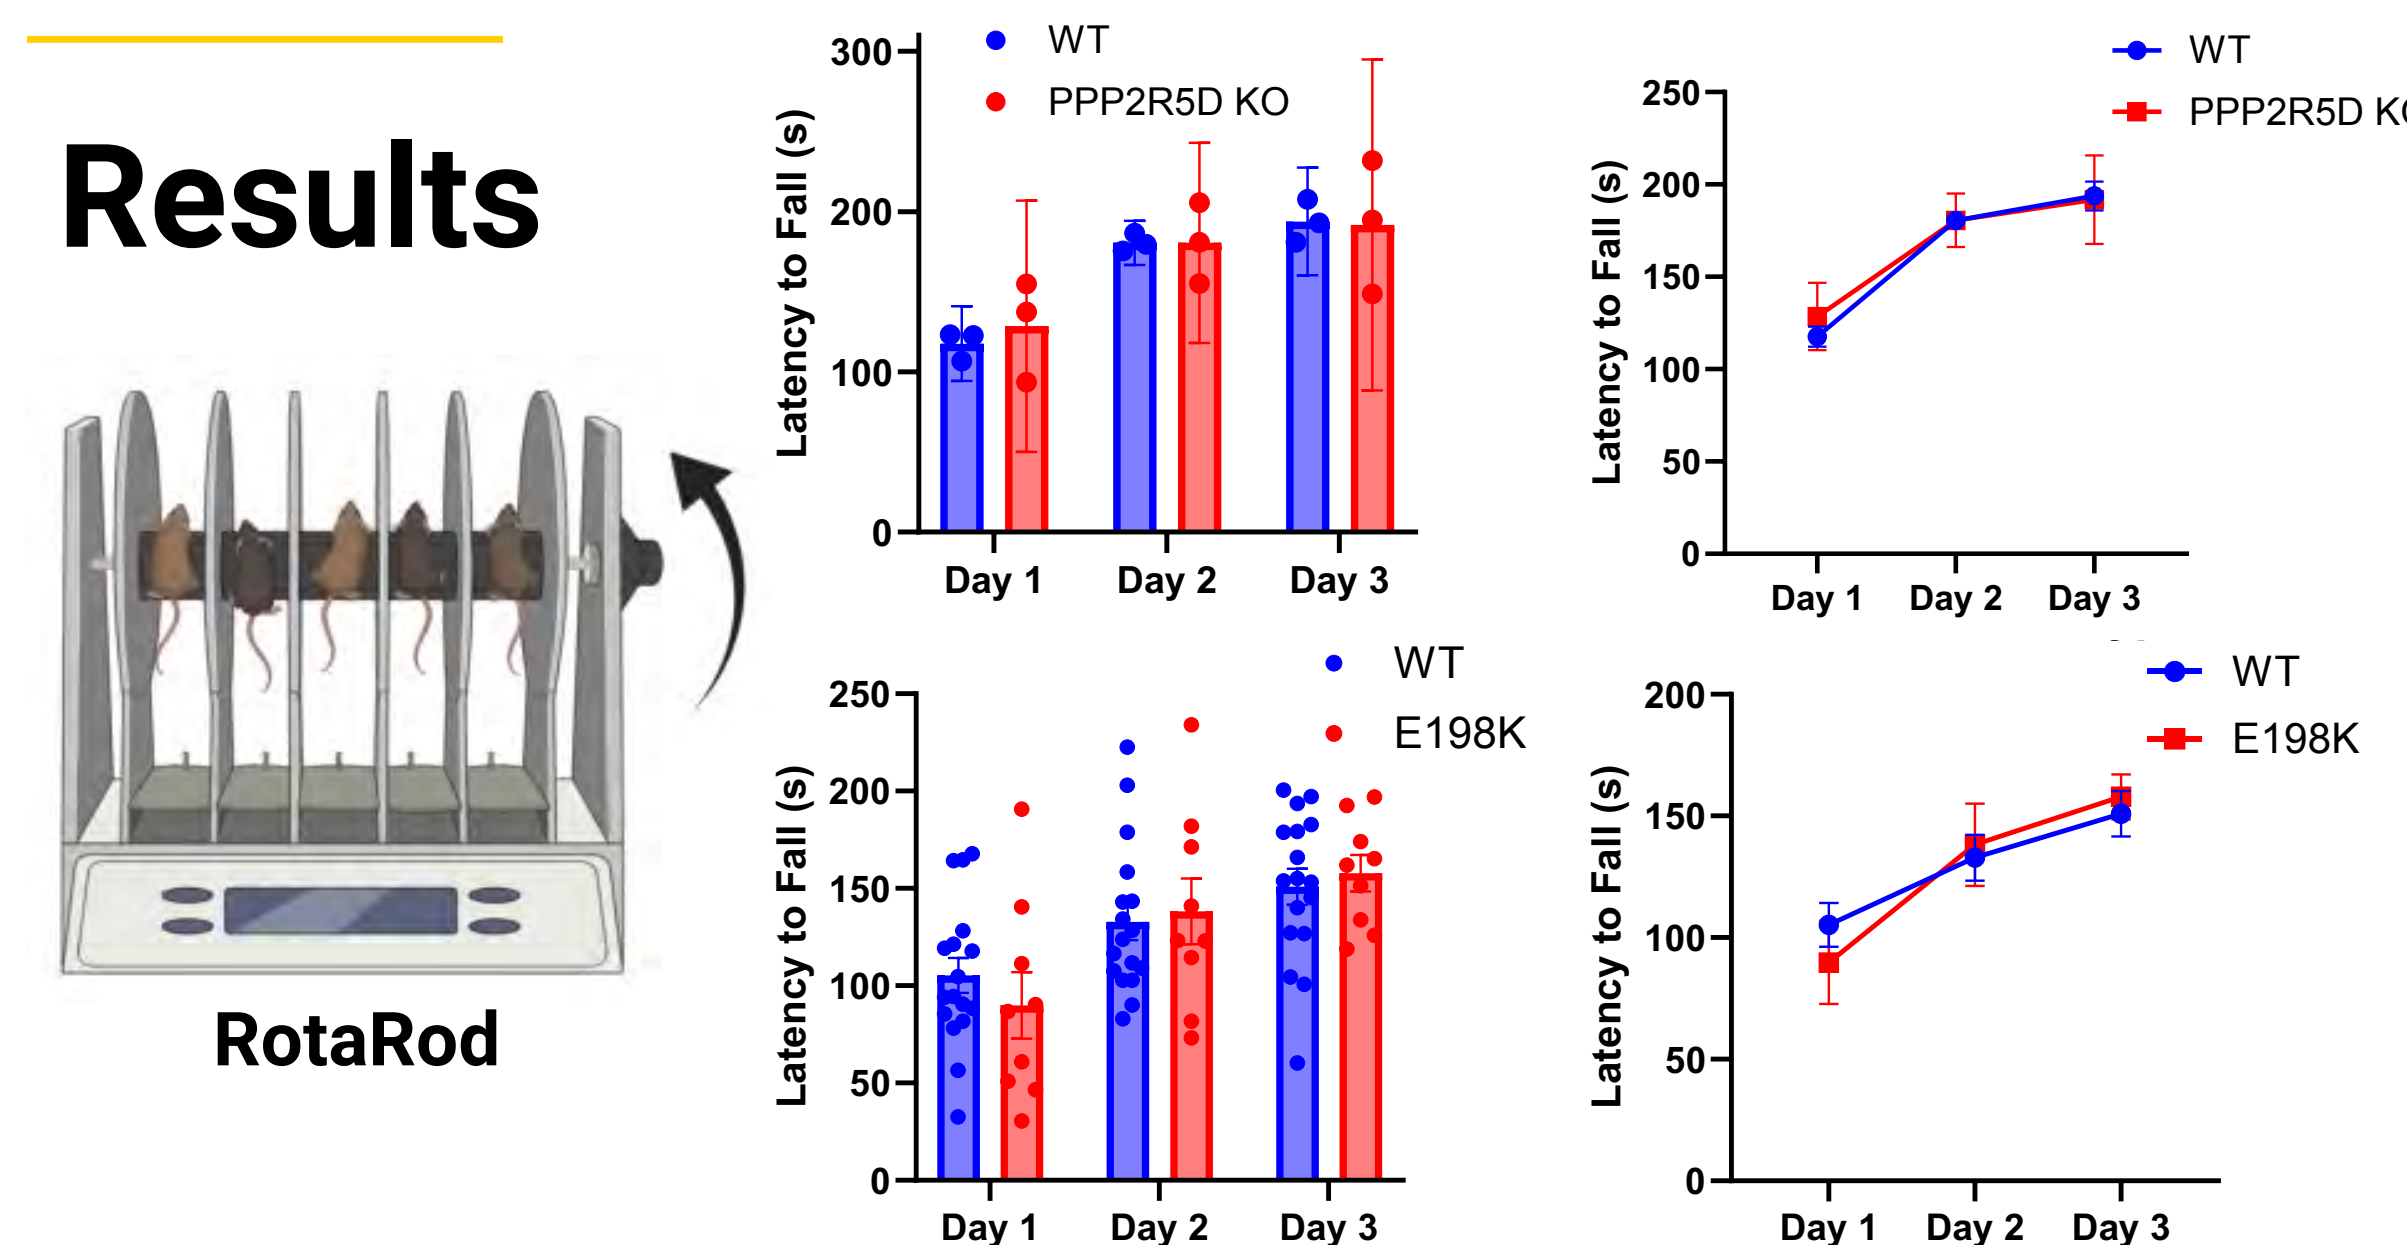 Results
RotaRod
WT
PPP2R5D KO
Latency to Fall (s)
300
200
100
0
Day 1
Day 2
Day 3
WT
PPP2R5D K
Latency to Fall (s)
250
200
150
100
50
0
Day 1
Day 2
Day 3
WT
E198K
Latency to Fall (s)
250
200
150
100
50
0
Day 1
Day 2
Day 3
WT
E198K
Latency to Fall (s)
200
150
100
50
0
Day 1
Day 2
Day 3